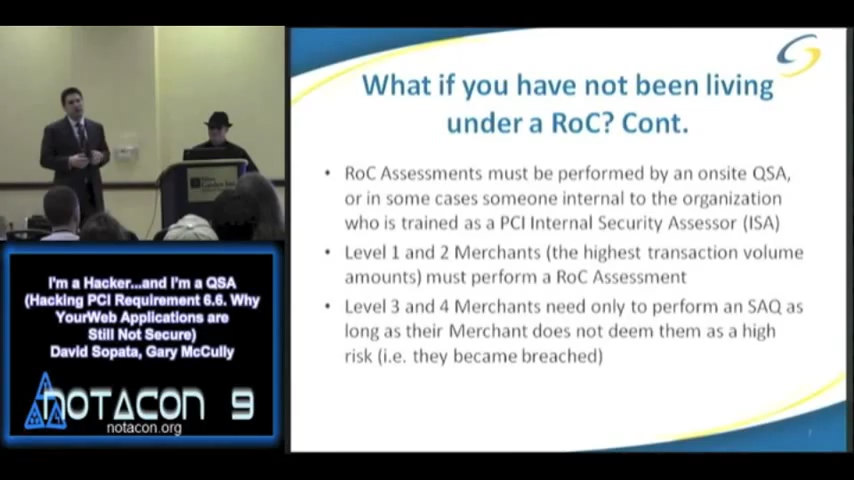 What if you have not been living
under a RoC? Cont.
• RoC Assessments must be performed by an onsite QSA,
or in some cases someone internal to the organization
who is trained as a PCI Internal Security Assessor (ISA)
• Level 1 and 2 Merchants (the highest transaction volume
amounts) must perform a RoC Assessment
• Level 3 and 4 Merchants need only to perform an SAQ as
long as their Merchant does not deem them as a high
risk (i.e. they became breached)
I'm a Hacker...and I'm a QSA
(Hacking PCI Requirement 6.6. Why
YourWeb Applications are
Still Not Secure)
David Sopata, Gary McCully
NOTACON 9
notacon.org